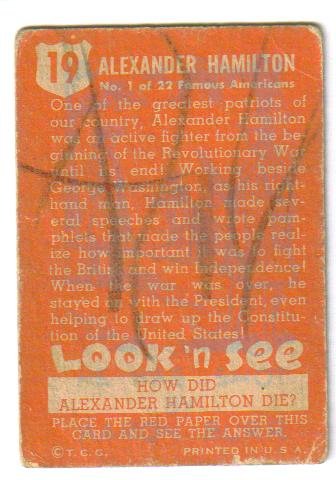 19
ALEXANDER HAMILTON
No. 1 of 22 Famous Americans
One of the greatest patriots of
our country, Alexander Hamilton
was an active fighter from the be-
ginning of the Revolutionary War
until its end! Working beside
George Washington, as his right-
hand man, Hamilton made sev-
eral speeches and wrote pam-
phlets that made the people real-
ize how important it was to fight
the British and win Independence!
When the war was over, he
stayed on with the President, even
helping to draw up the Constitu-
tion of the United States!
LOOK 'n SEE
HOW DID
ALEXANDER HAMILTON DIE?
PLACE THE RED PAPER OVER THIS
CARD AND SEE THE ANSWER.
© T. C. G. PRINTED IN U. S. A.